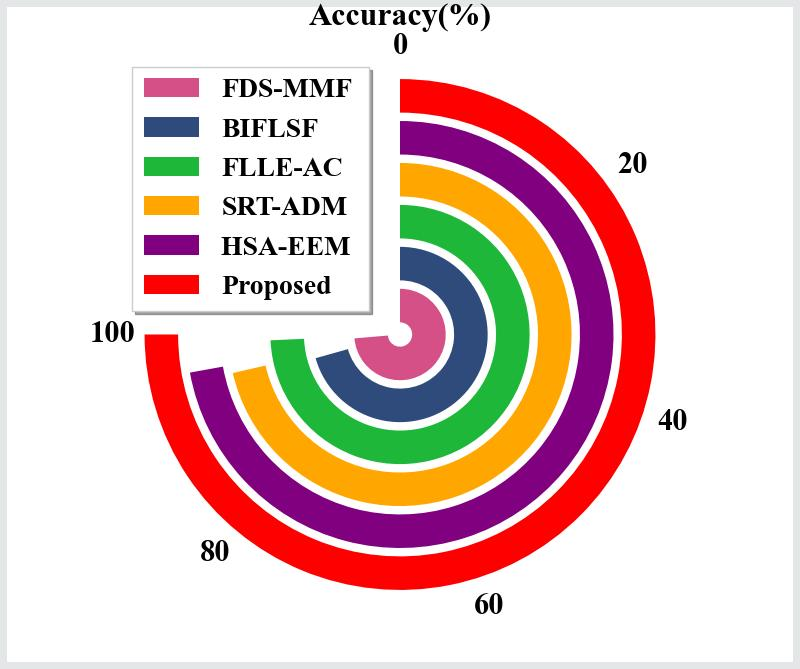 Accuracy(%)
0
FDS-MMF
BIFLSF
FLLE-AC
SRT-ADM
HSA-EEM
Proposed
20
100
40
80
60